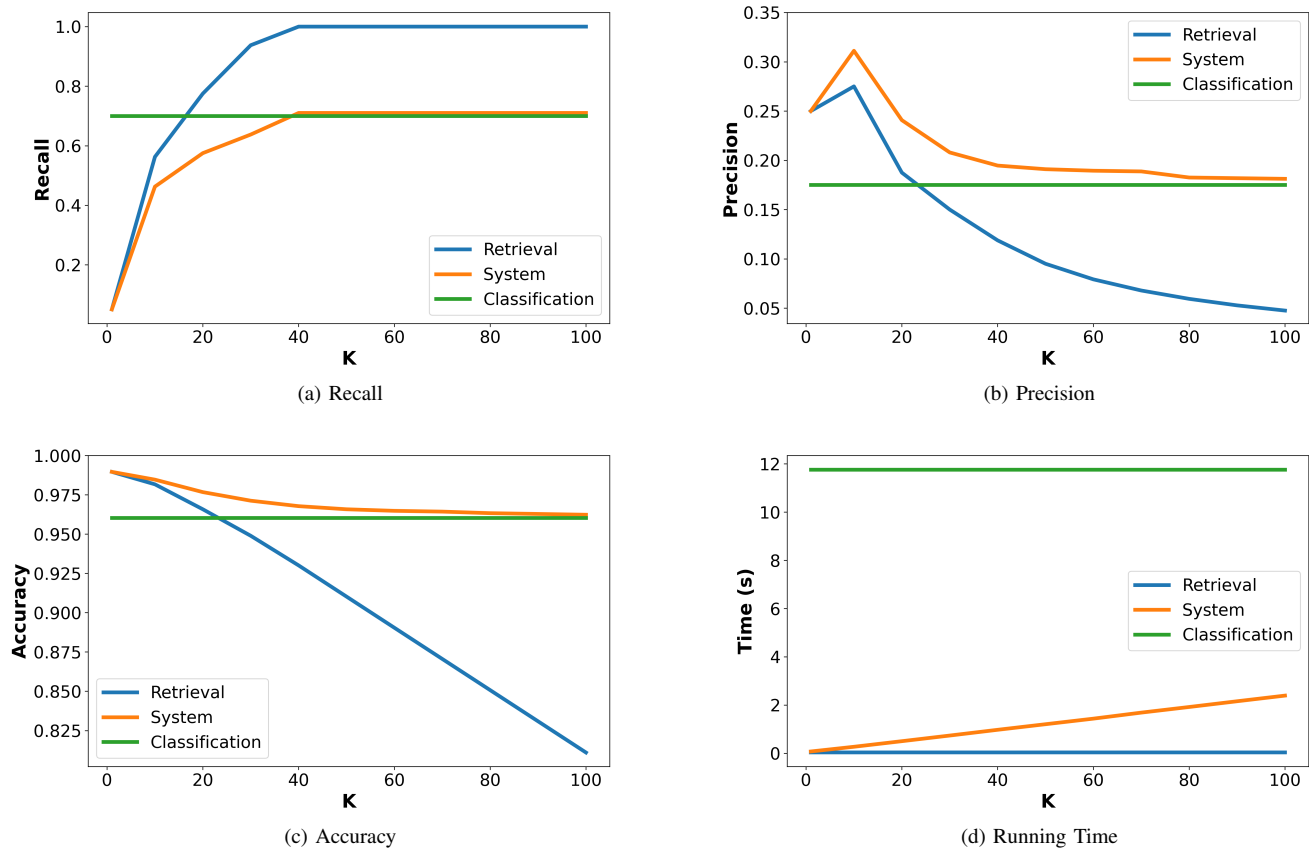 1.0
0.8
0.6
0.4
0.2
Recall
Retrieval
System
Classification
0 20 40 60 80 100
K
(a) Recall
0.35
0.30
0.25
0.20
0.15
0.10
0.05
Precision
Retrieval
System
Classification
0 20 40 60 80 100
K
(b) Precision
1.000
0.975
0.950
0.925
0.900
0.875
0.850
0.825
Accuracy
Retrieval
System
Classification
0 20 40 60 80 100
K
(c) Accuracy
12
10
8
6
4
2
0
Time (s)
Retrieval
System
Classification
0 20 40 60 80 100
K
(d) Running Time